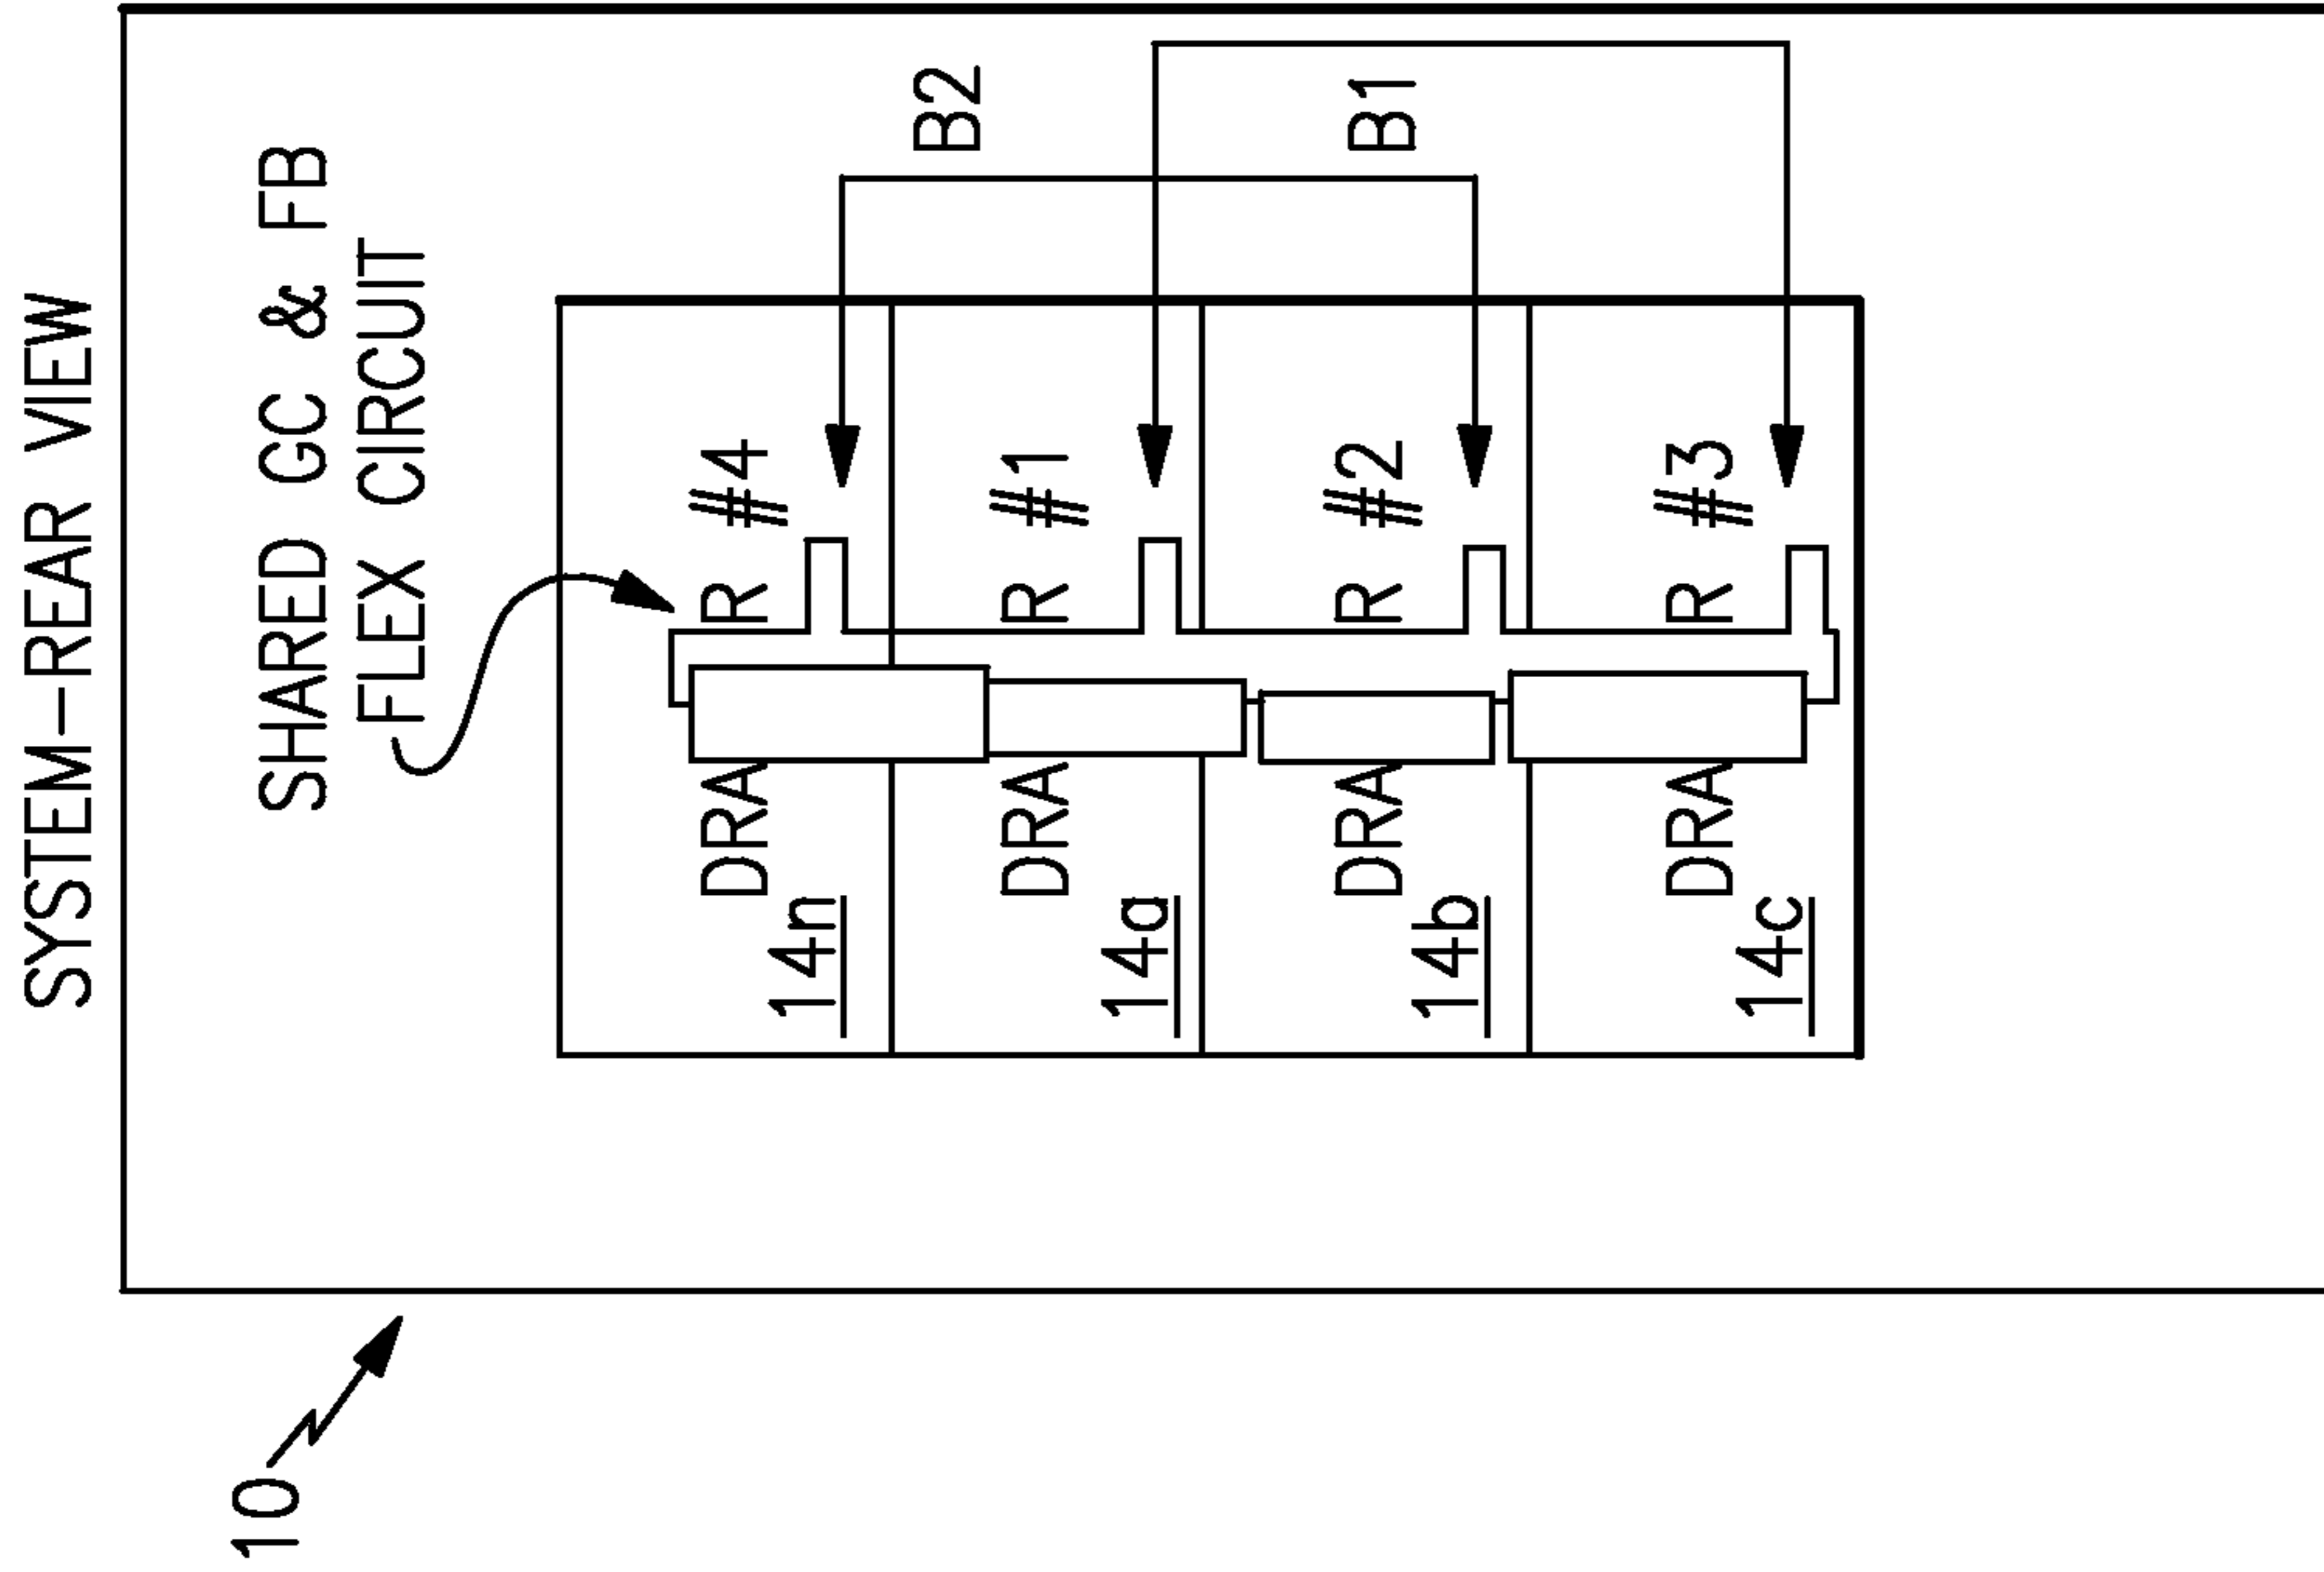 SYSTEM-REAR VIEW
SHARED GC & FB
FLEX CIRCUIT
B2
B1
DRA R #4
14n
DRA R #1
14a
DRA R #2
14b
DRA R #3
14c
10